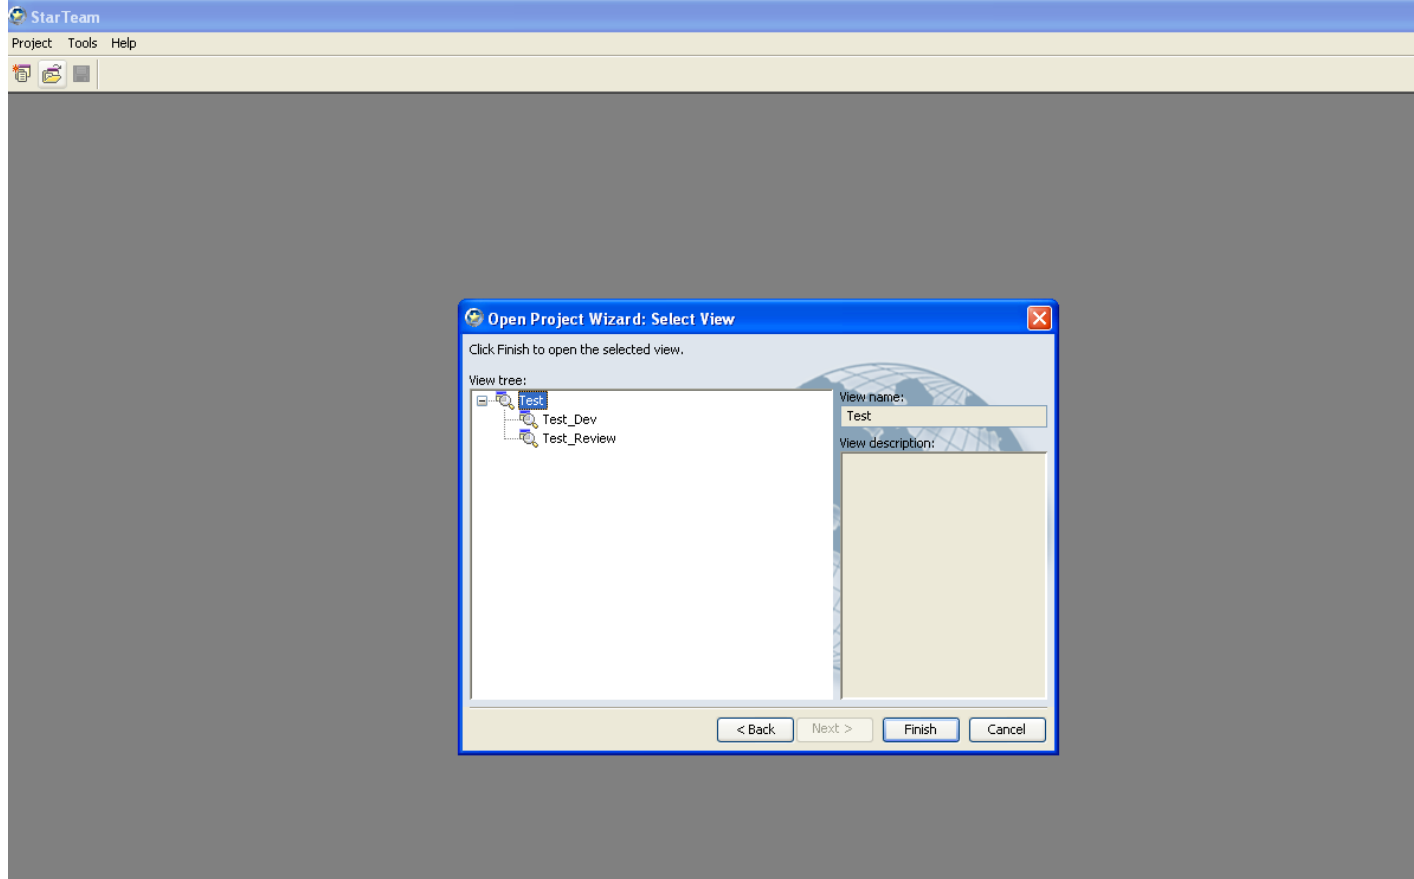 StarTeam
Project Tools Help
Open Project Wizard: Select View
Click Finish to open the selected view.
View tree:
Test
Test_Dev
Test_Review
View name:
Test
View description:
< Back Next > Finish Cancel